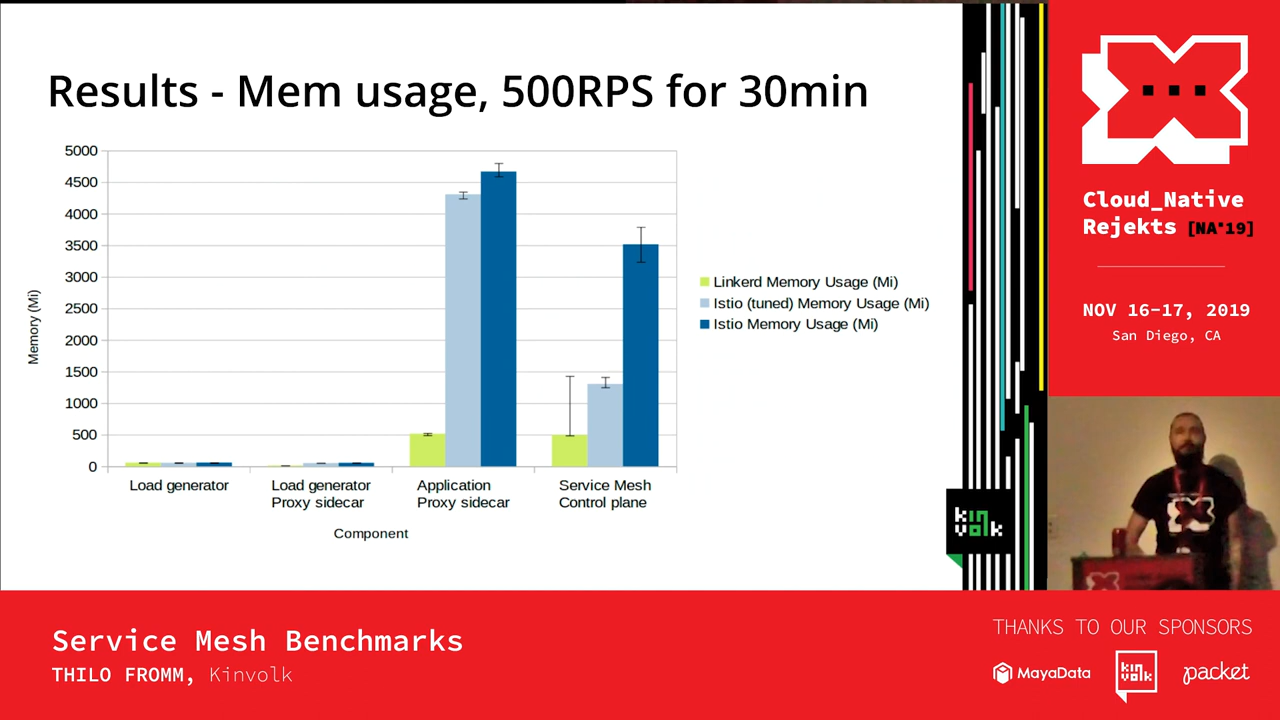 Results - Mem usage, 500RPS for 30min
5000
4500
4000
3500
3000
2500
2000
1500
1000
500
0
Memory (Mi)
Load generator
Load generator
Proxy sidecar
Application
Proxy sidecar
Service Mesh
Control plane
Component
Linkerd Memory Usage (Mi)
Istio (tuned) Memory Usage (Mi)
Istio Memory Usage (Mi)
kin
volk
Cloud_Native
Rejekts [NA'19]
NOV 16-17, 2019
San Diego, CA
Service Mesh Benchmarks
THILO FROMM, Kinvolk
THANKS TO OUR SPONSORS
MayaData
kin
volk
packet